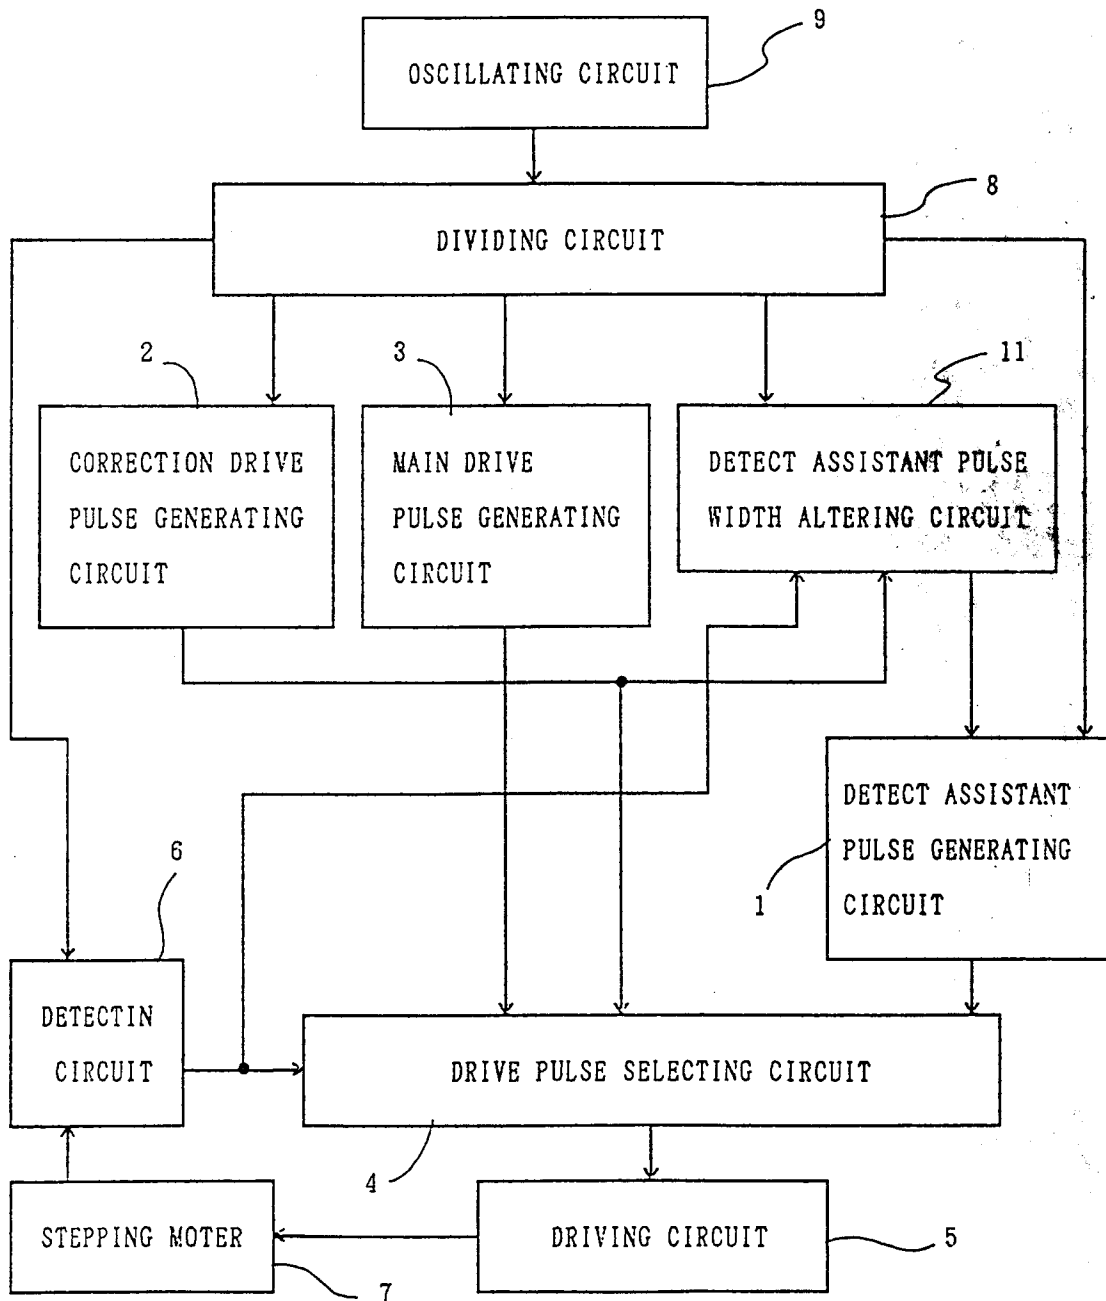 9
OSCILLATING CIRCUIT
8
DIVIDING CIRCUIT
2
3
11
CORRECTION DRIVE
PULSE GENERATING
CIRCUIT
MAIN DRIVE
PULSE GENERATING
CIRCUIT
DETECT ASSISTANT PULSE
WIDTH ALTERING CIRCUIT
DETECT ASSISTANT
PULSE GENERATING
CIRCUIT
1
6
DETECTIN
CIRCUIT
DRIVE PULSE SELECTING CIRCUIT
4
STEPPING MOTER
DRIVING CIRCUIT
5
7